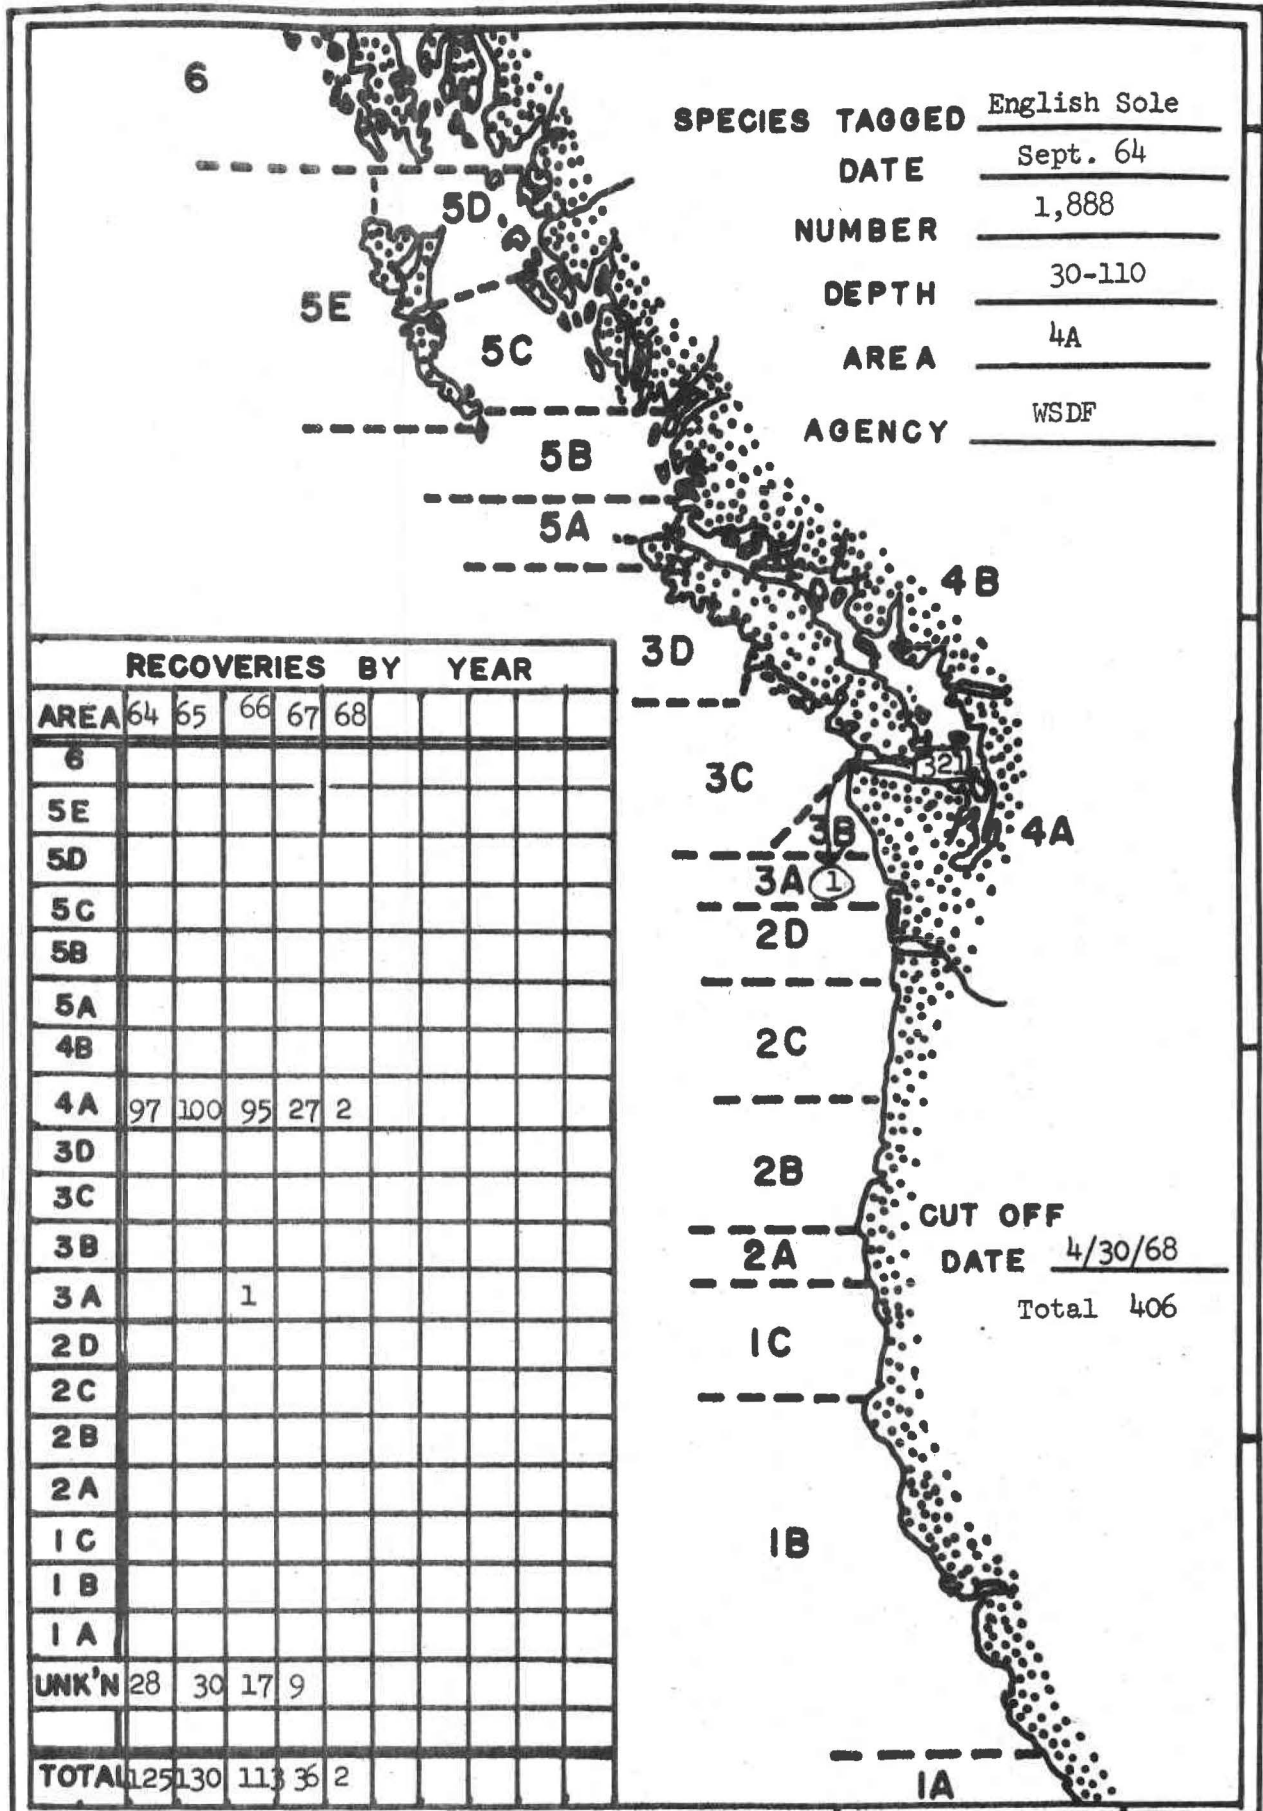 6
SPECIES TAGGED English Sole
DATE Sept. 64
NUMBER 1,888
DEPTH 30-110
AREA 4A
AGENCY WSDF
5D
5E
5C
5B
5A
4B
3D
3C
321
3B
4A
3A 1
2D
2C
2B
2A
1C
1B
1A
CUT OFF
DATE 4/30/68
Total 406
RECOVERIES BY YEAR
AREA 64 65 66 67 68
6
5E
5D
5C
5B
5A
4B
4A 97 100 95 27 2
3D
3C
3B
3A 1
2D
2C
2B
2A
1C
1B
1A
UNK'N 28 30 17 9
TOTAL 125 130 113 36 2